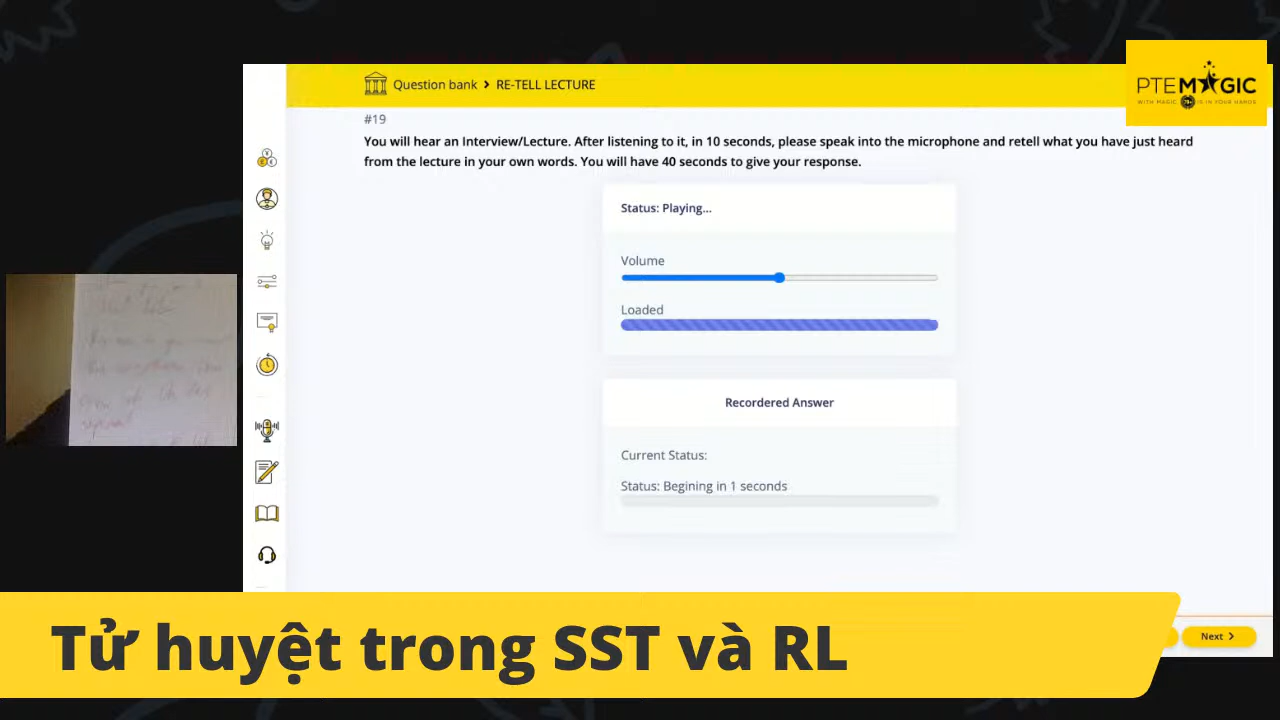 PTEMAGIC
WITH MAGIC, 79+ IS IN YOUR HANDS
Question bank > RE-TELL LECTURE
#19
You will hear an Interview/Lecture. After listening to it, in 10 seconds, please speak into the microphone and retell what you have just heard
from the lecture in your own words. You will have 40 seconds to give your response.
Status: Playing...
Volume
Loaded
Recordered Answer
Current Status:
Status: Begining in 1 seconds
Next >
Tử huyệt trong SST và RL